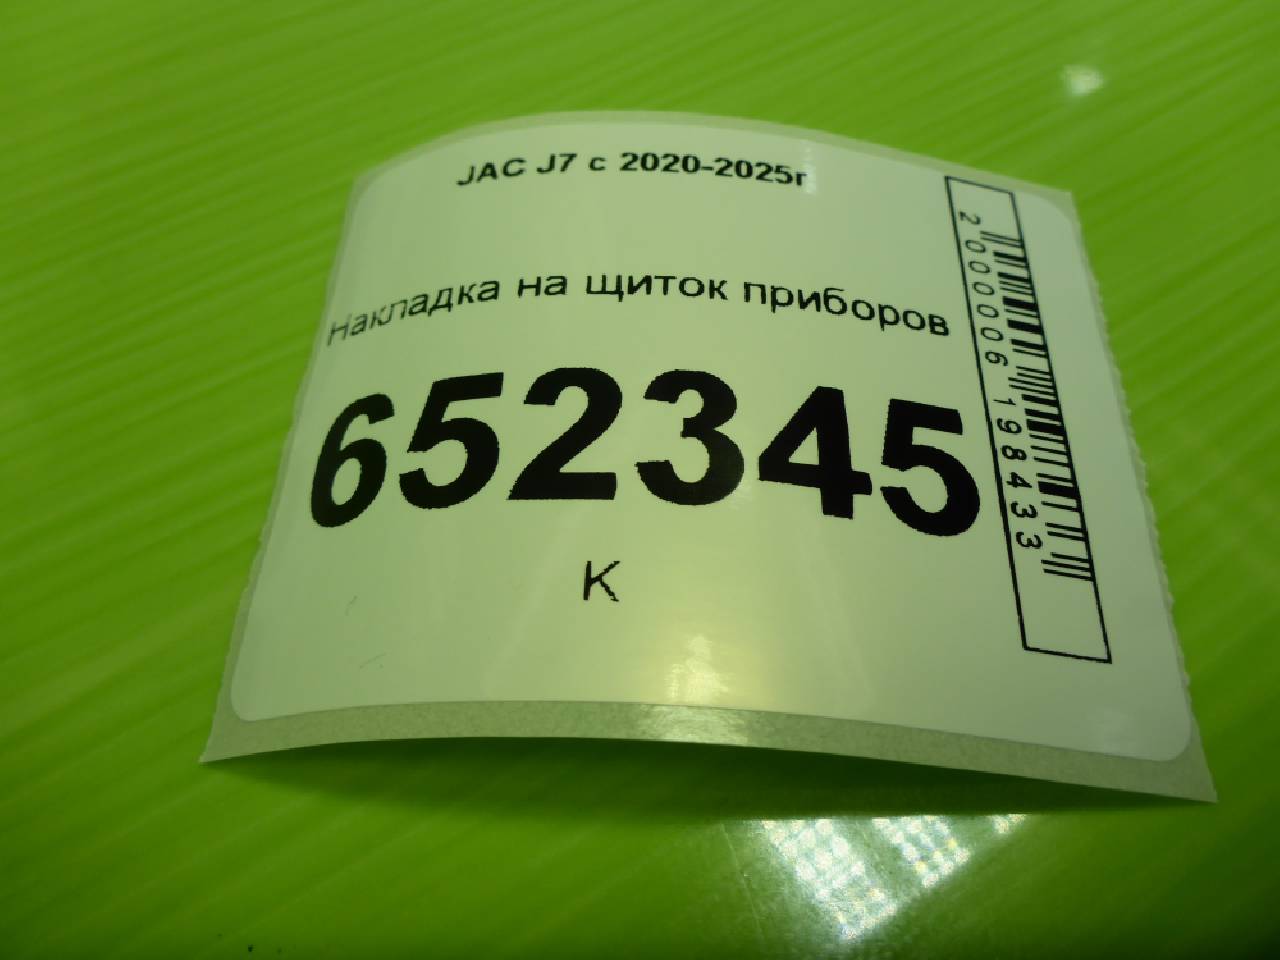 JAC J7 с 2020-2025г
Накладка на щиток приборов
652345
К
2000006198433